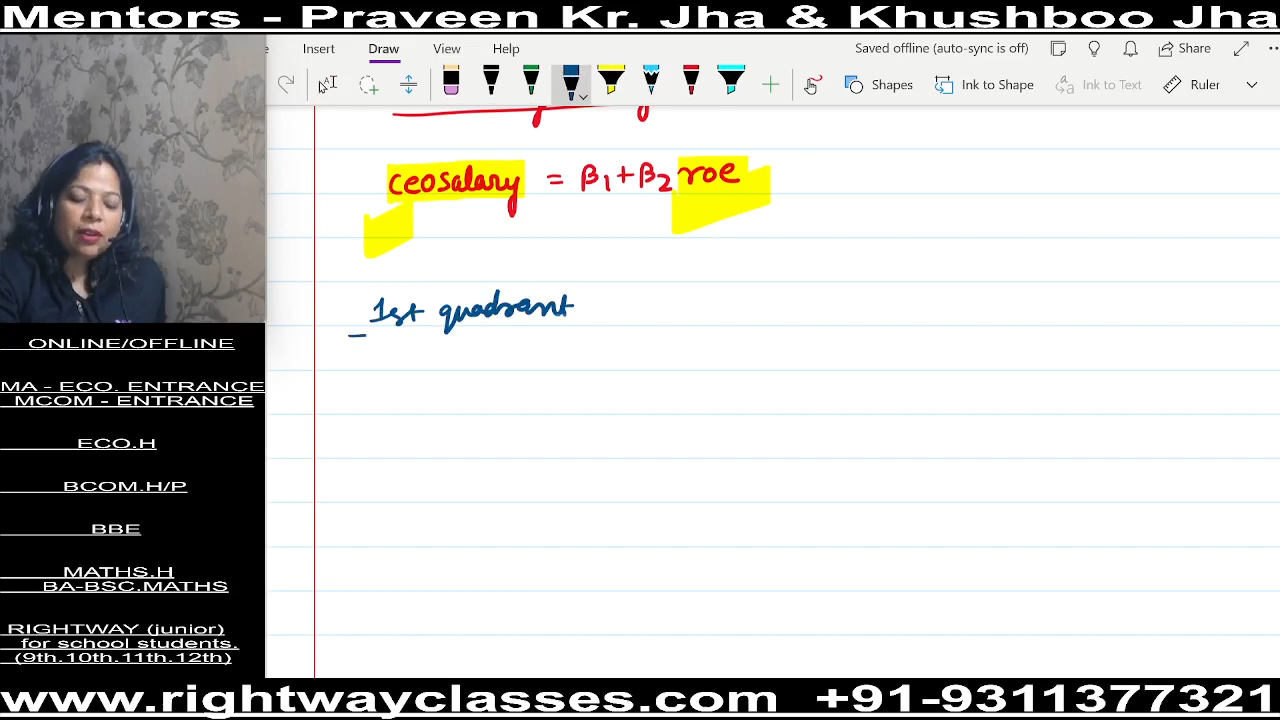 Mentors - Praveen Kr. Jha & Khushboo Jha
Insert Draw View Help Saved offline (auto-sync is off) Share
Ink to Shape Shapes Ink to Text Ruler
ceosalary = β1+β2 roe
1st quadrant
ONLINE/OFFLINE
MA - ECO. ENTRANCE
MCOM - ENTRANCE
ECO.H
BCOM.H/P
BBE
MATHS.H
BA-BSC.MATHS
RIGHTWAY (junior)
for school students.
(9th.10th.11th.12th)
www.rightwayclasses.com +91-9311377321